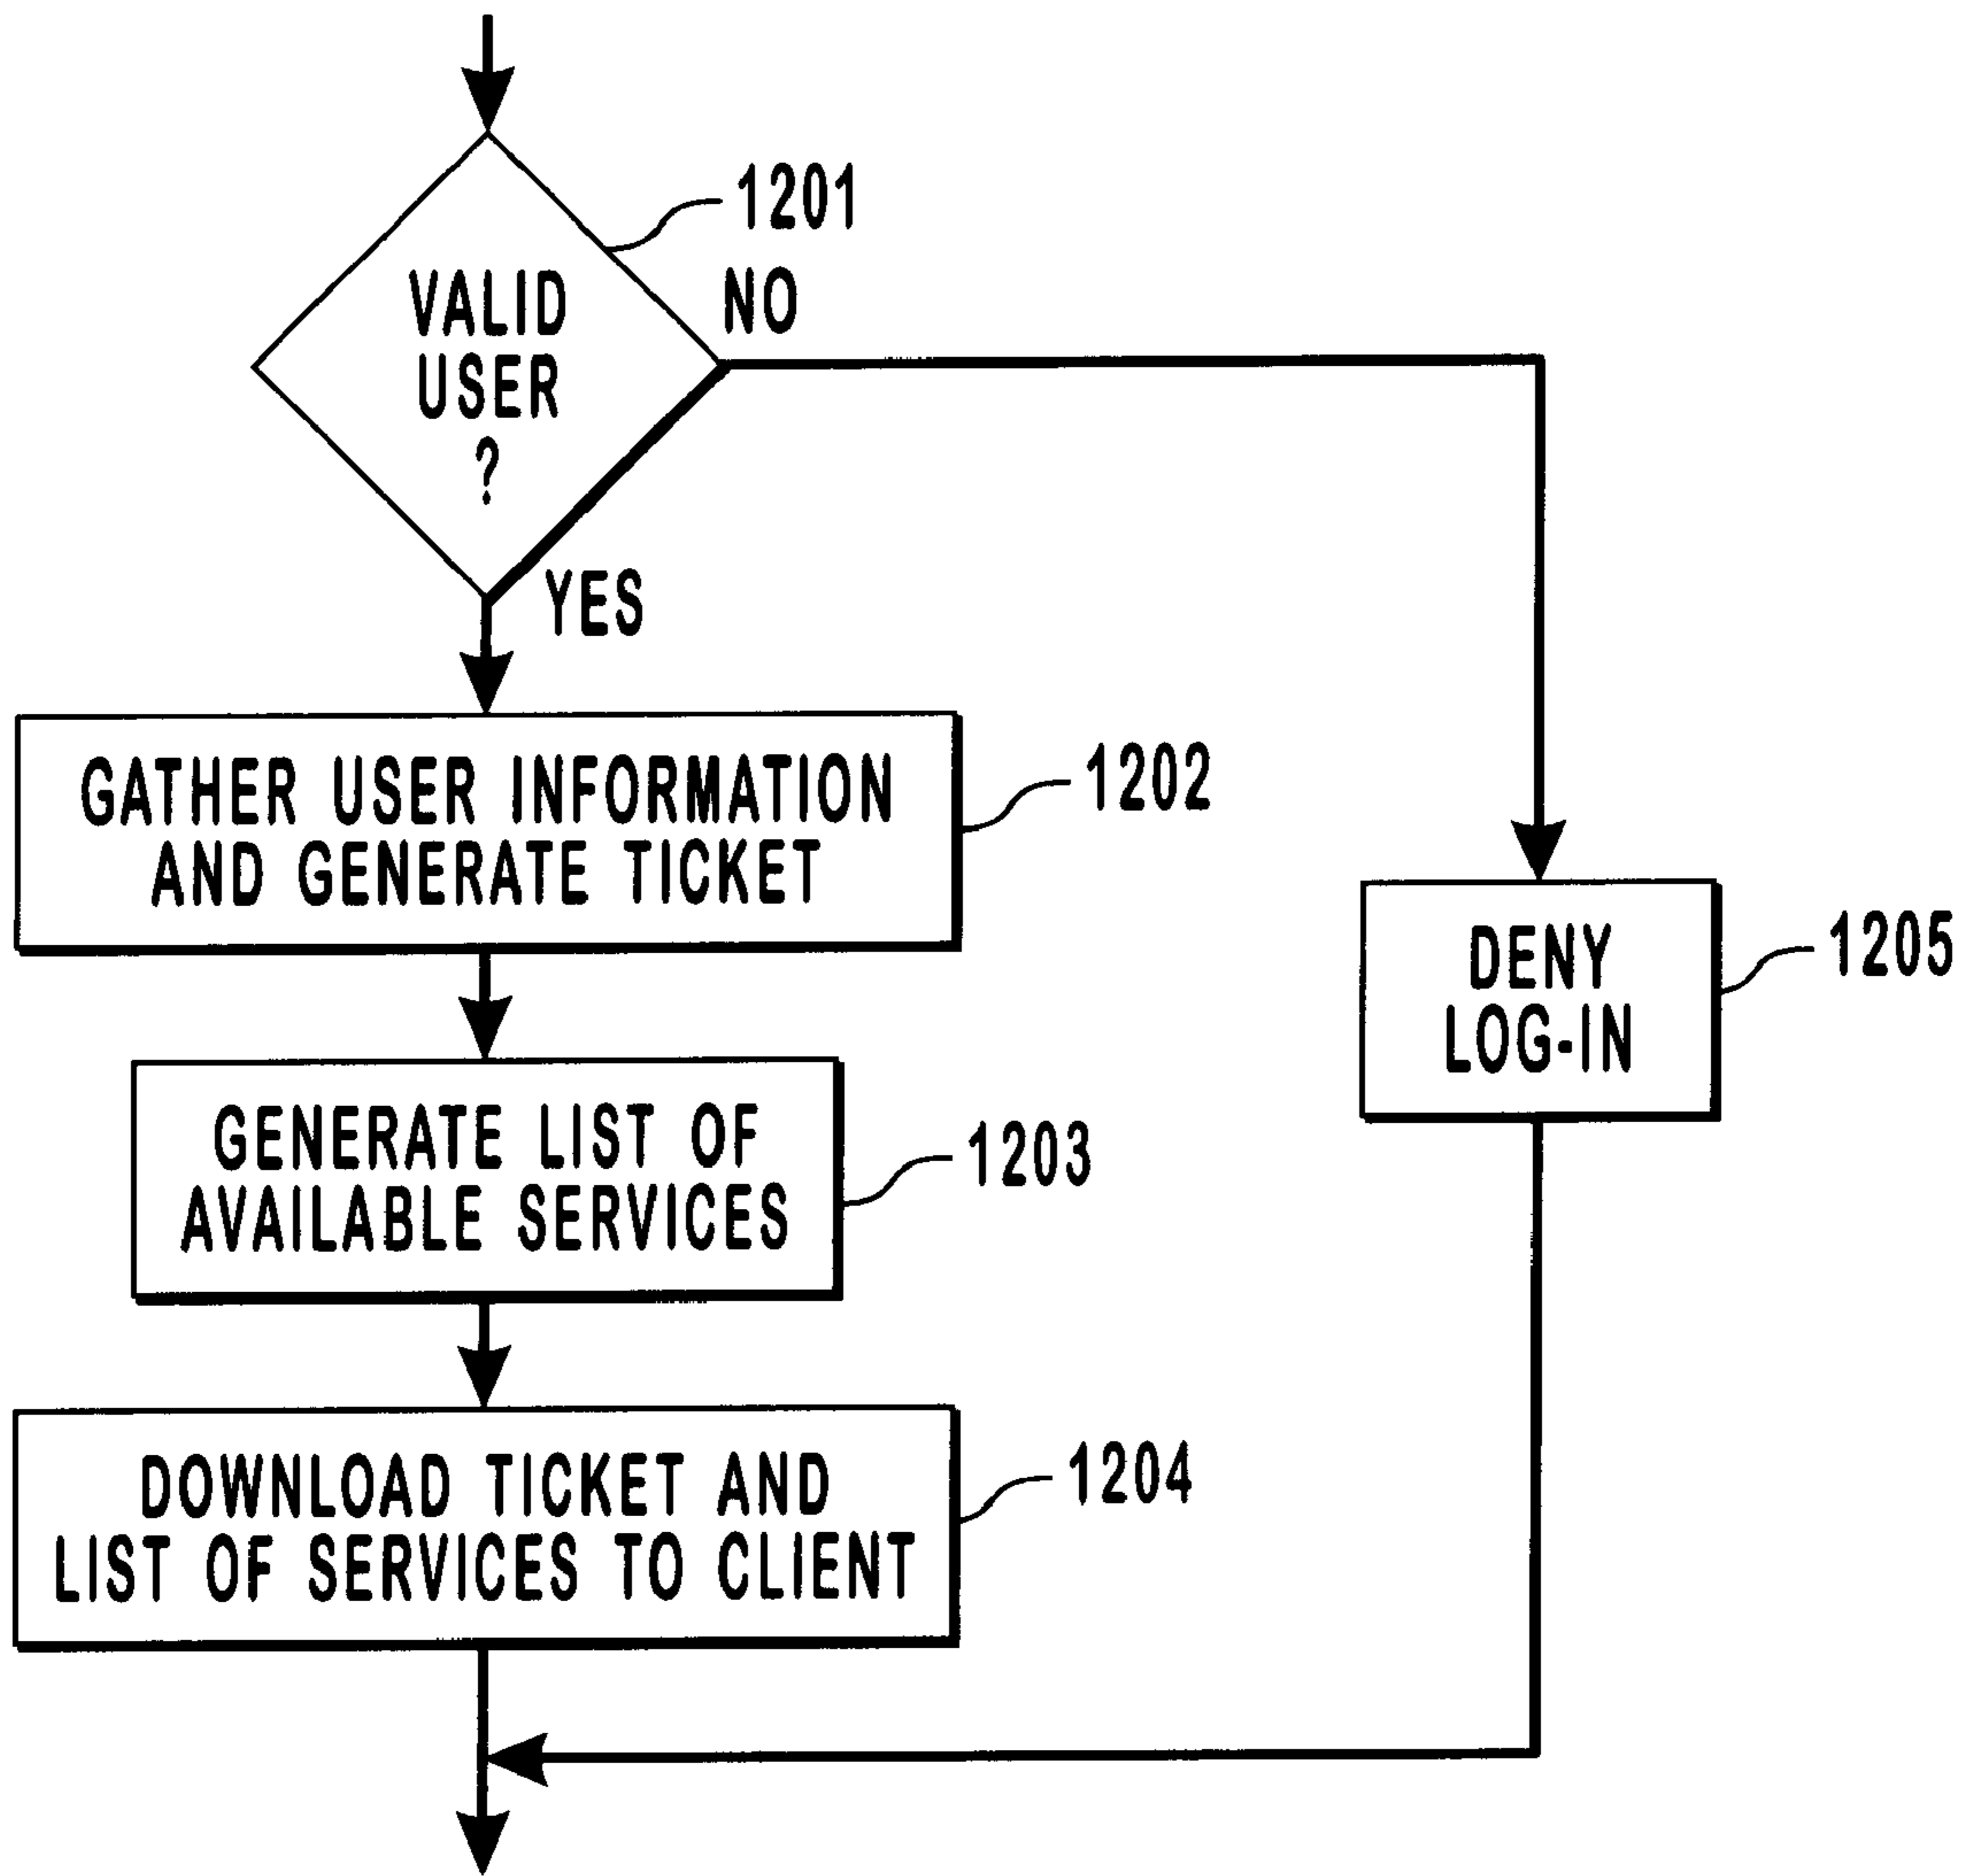 1201
NO
VALID
USER
?
YES
GATHER USER INFORMATION
AND GENERATE TICKET
1202
DENY
LOG-IN
1205
GENERATE LIST OF
AVAILABLE SERVICES
1203
DOWNLOAD TICKET AND
LIST OF SERVICES TO CLIENT
1204